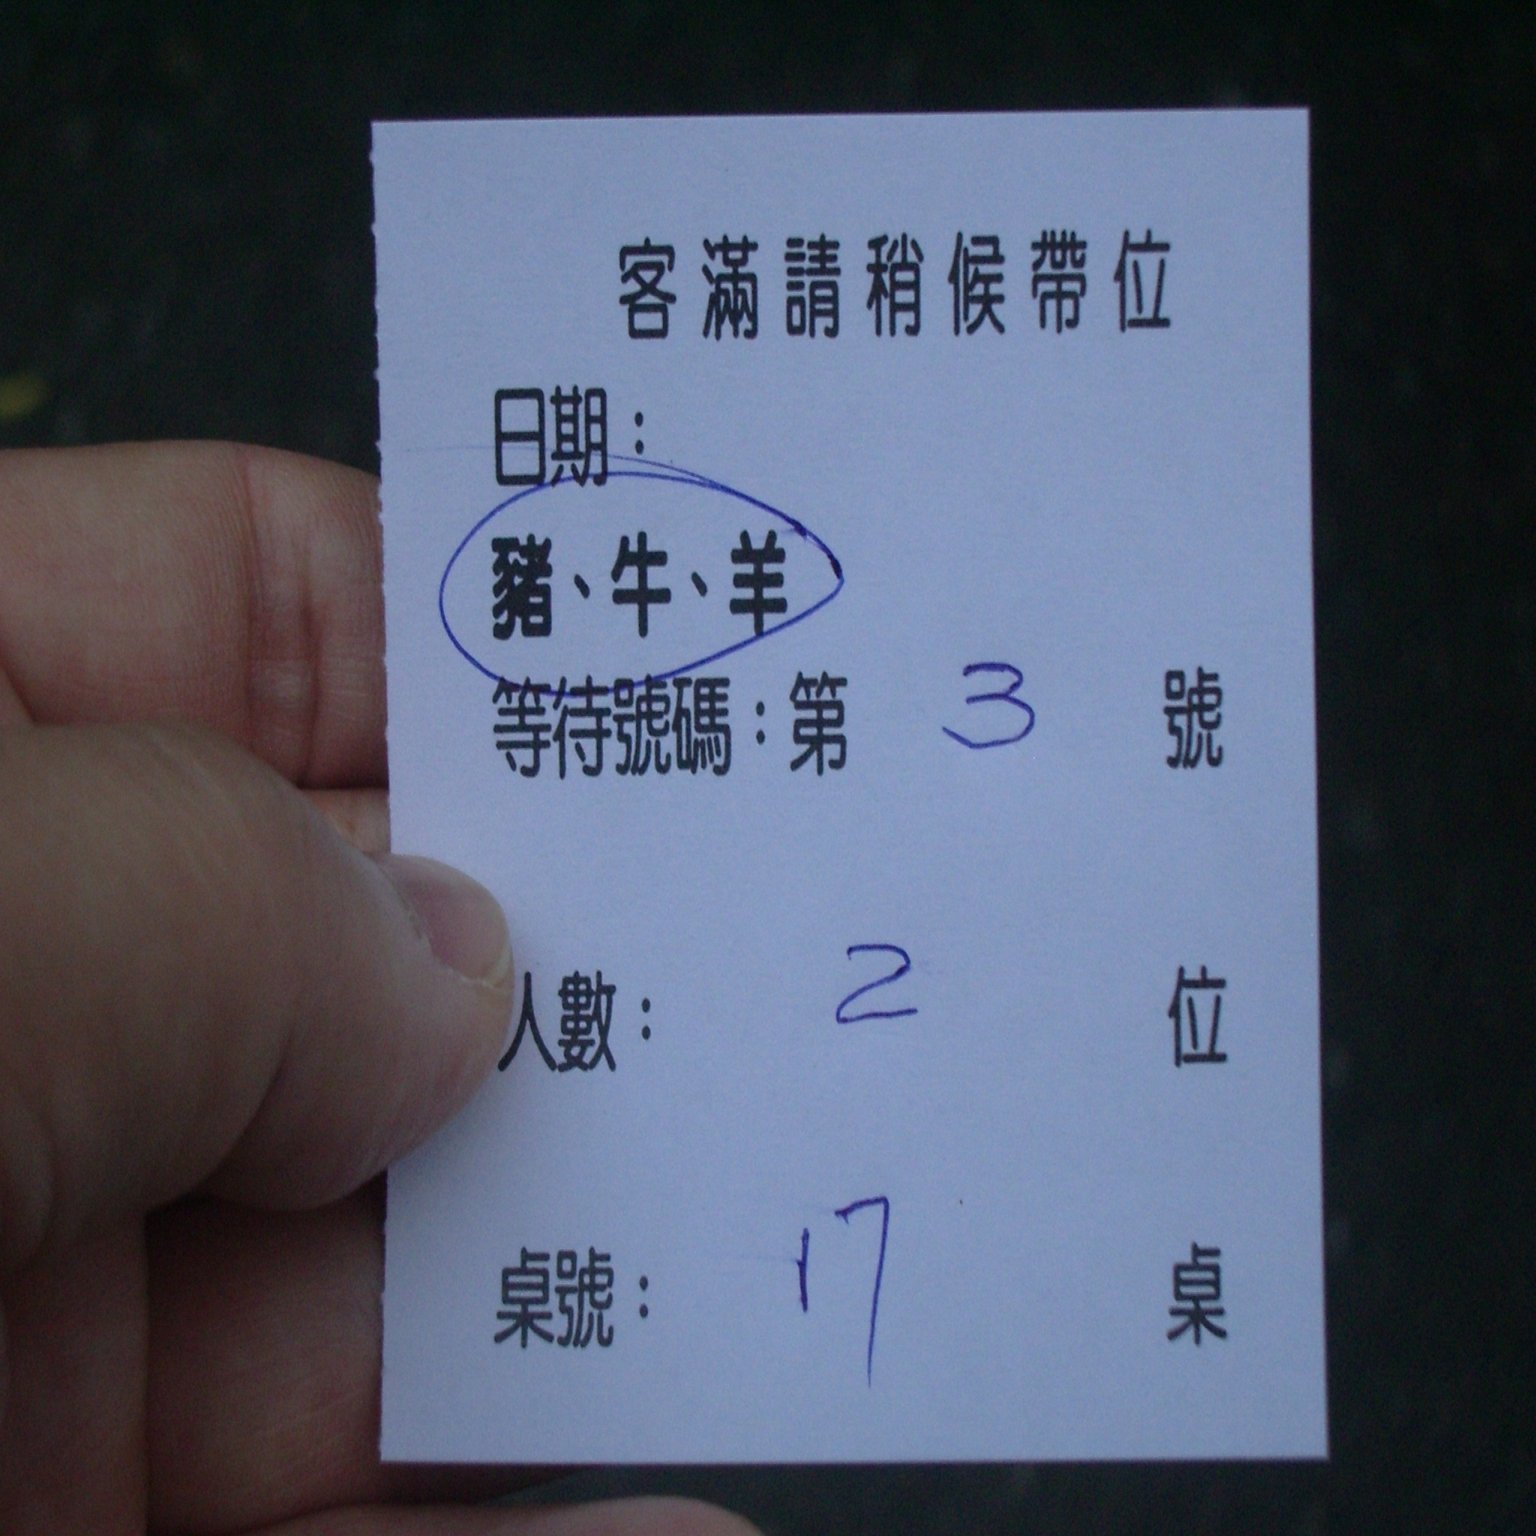 客滿請稍候帶位
日期：
豬、牛、羊
等待號碼：第 3 號
人數： 2 位
桌號： 17 桌